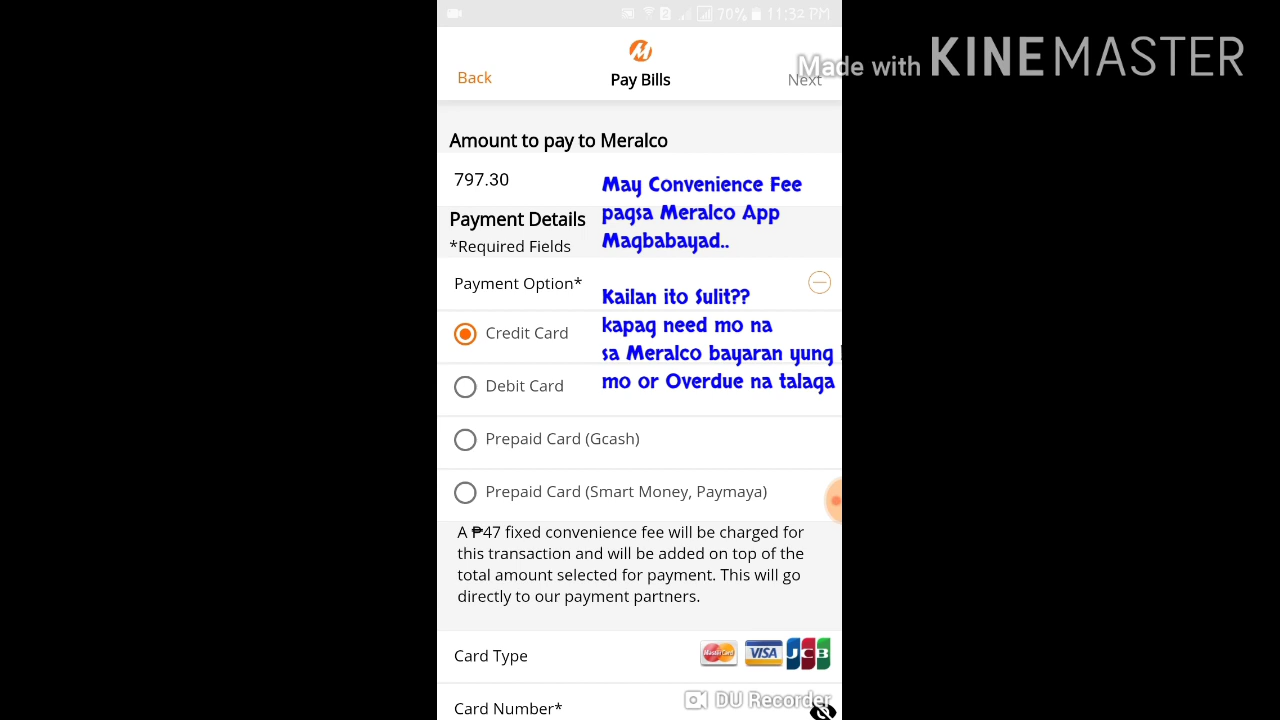 70% 11:32 PM
Made with KINEMASTER
Back
Pay Bills
Next
Amount to pay to Meralco
797.30
May Convenience Fee
pagsa Meralco App
Magbabayad..
Payment Details
*Required Fields
Payment Option*
Kailan ito Sulit??
kapag need mo na
sa Meralco bayaran yung
mo or Overdue na talaga
Credit Card
Debit Card
Prepaid Card (Gcash)
Prepaid Card (Smart Money, Paymaya)
A ₱47 fixed convenience fee will be charged for
this transaction and will be added on top of the
total amount selected for payment. This will go
directly to our payment partners.
Card Type
MasterCard VISA JCB
DU Recorder
Card Number*